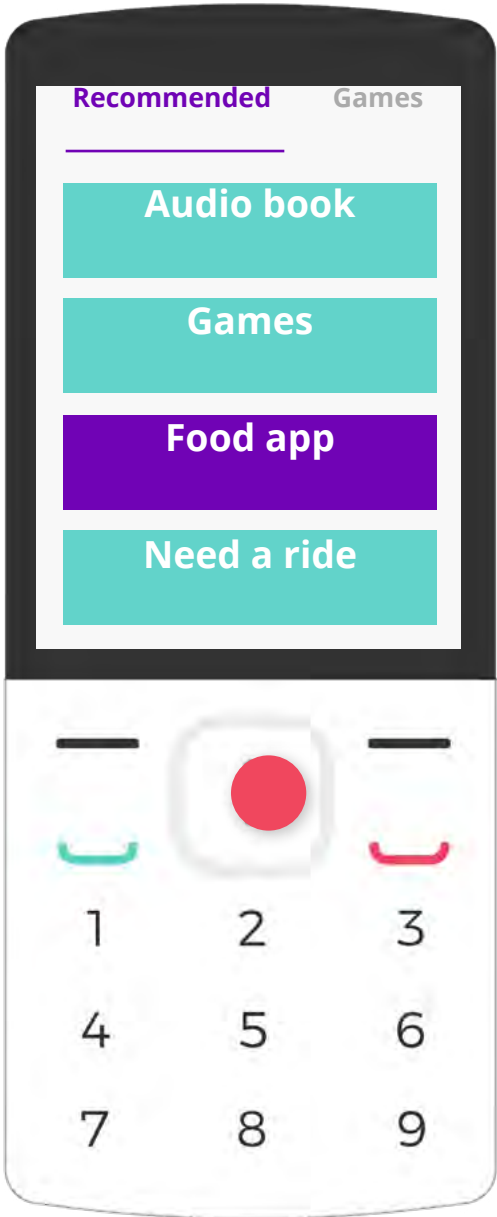 Recommended Games
Audio book
Games
Food app
Need a ride
1 2 3
4 5 6
7 8 9